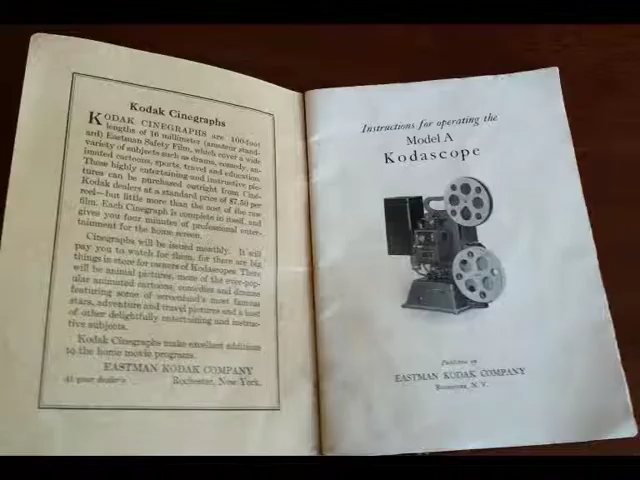 Kodak Cinegraphs
KODAK CINEGRAPHS are 100-foot
lengths of 16 millimeter (amateur stand-
ard) Eastman Safety Film, which cover a wide
variety of subjects such as drama, comedy, an-
imated cartoons, sports, travel and education.
These highly entertaining and instructive pic-
tures can be purchased outright from Ciné-
Kodak dealers at a standard price of $7.50 per
reel—but little more than the cost of the raw
film. Each Cinegraph is complete in itself, and
gives you four minutes of professional enter-
tainment for the home screen.
Cinegraphs will be issued monthly. It will
pay you to watch for them, for there are big
things in store for owners of Kodascopes. There
will be animal pictures, more of the ever-pop-
ular animated cartoons, comedies and dramas
featuring some of screenland's most famous
stars, adventure and travel pictures and a host
of other delightfully entertaining and instruc-
tive subjects.
Kodak Cinegraphs make excellent additions
to the home movie programs.
EASTMAN KODAK COMPANY
At your dealer's Rochester, New York.
Instructions for operating the
Model A
Kodascope
Published by
EASTMAN KODAK COMPANY
Rochester, N. Y.